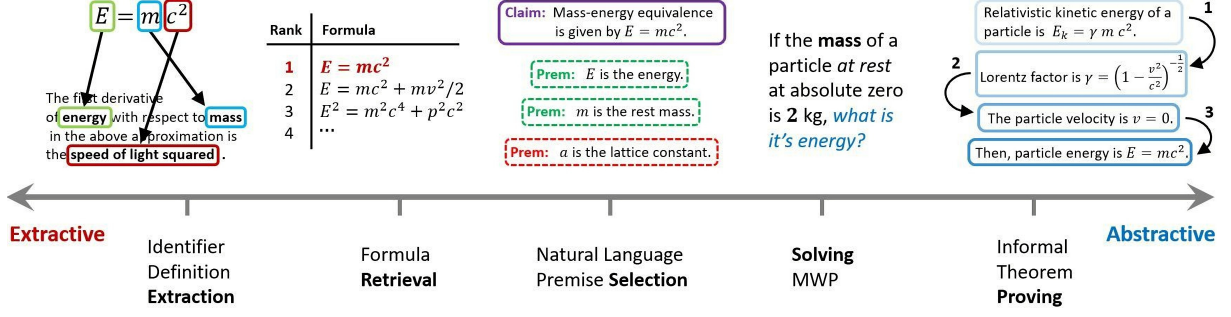 E = m c²
The first derivative
of energy with respect to mass
in the above approximation is
the speed of light squared .
Rank Formula
1 E = mc²
2 E = mc² + mv²/2
3 E² = m²c⁴ + p²c²
4 ...
Claim: Mass-energy equivalence
is given by E = mc².
Prem: E is the energy.
Prem: m is the rest mass.
Prem: a is the lattice constant.
If the mass of a
particle at rest
at absolute zero
is 2 kg, what is
it's energy?
Relativistic kinetic energy of a
particle is E_k = γ m c².
1
2
Lorentz factor is γ = (1 − v²/c²)^(−1/2)
The particle velocity is v = 0.
3
Then, particle energy is E = mc².
Extractive
Abstractive
Identifier
Definition
Extraction
Formula
Retrieval
Natural Language
Premise Selection
Solving
MWP
Informal
Theorem
Proving